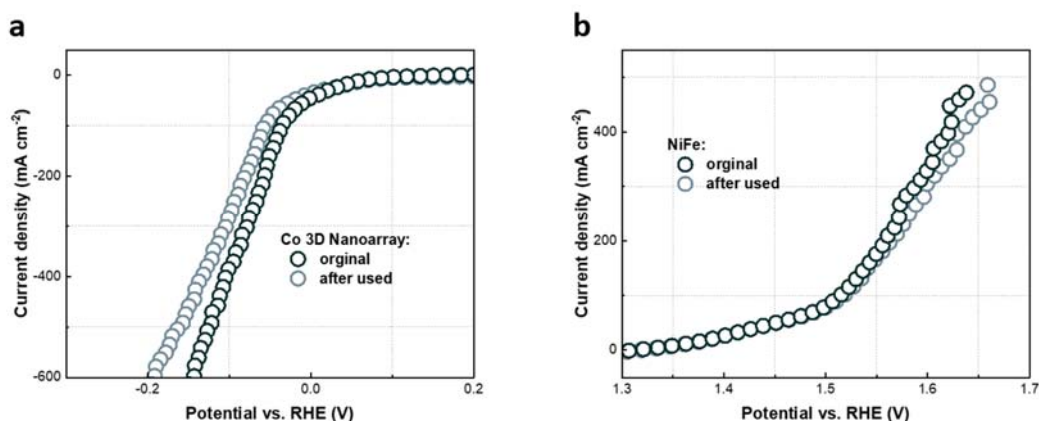 a
0
-200
-400
-600
-0.2
0.0
0.2
Current density (mA cm-2)
Potential vs. RHE (V)
Co 3D Nanoarray:
orginal
after used
b
400
200
0
1.3
1.4
1.5
1.6
1.7
Current density (mA cm-2)
Potential vs. RHE (V)
NiFe:
orginal
after used